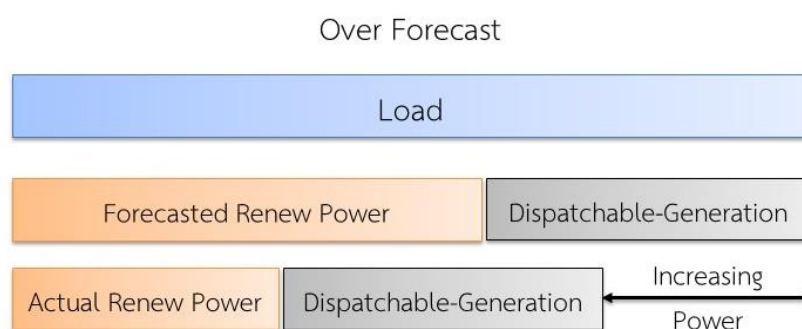 Over Forecast
Load
Forecasted Renew Power
Dispatchable-Generation
Actual Renew Power
Dispatchable-Generation
Increasing
Power